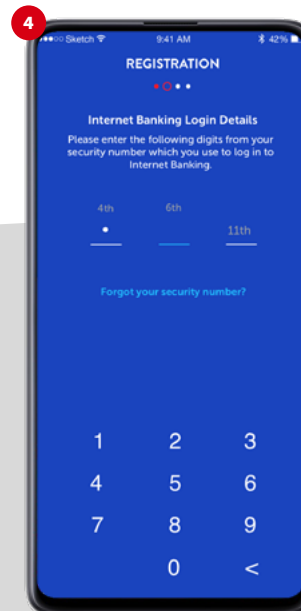 4
Sketch 9:41 AM 42%
REGISTRATION
Internet Banking Login Details
Please enter the following digits from your
security number which you use to log in to
Internet Banking.
4th 6th
11th
Forgot your security number?
1 2 3
4 5 6
7 8 9
0 <